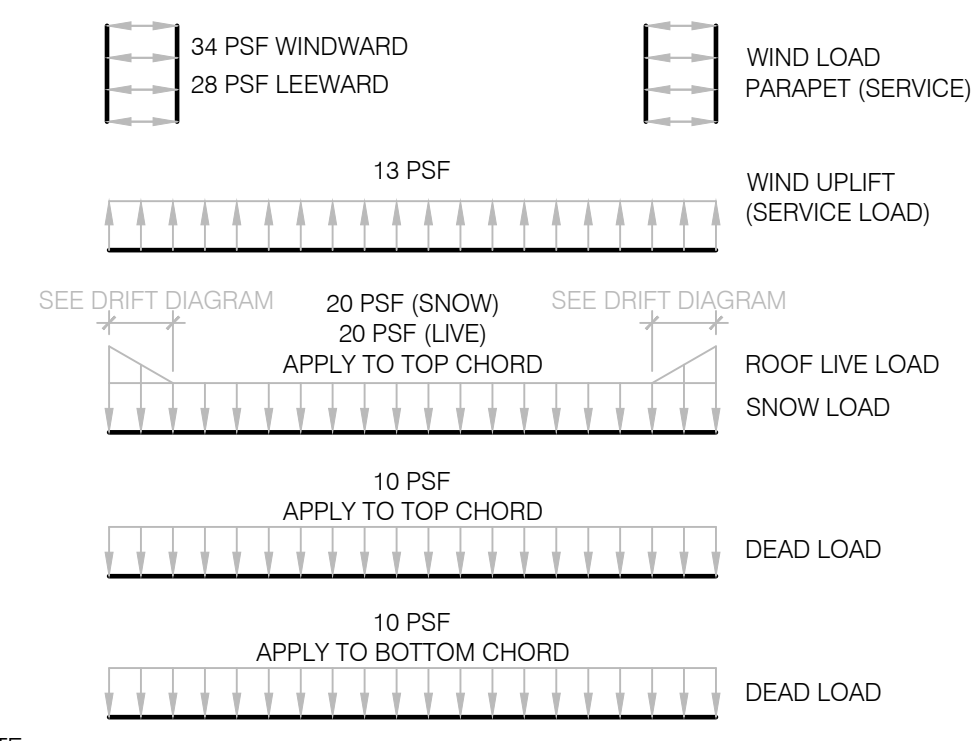 34 PSF WINDWARD
28 PSF LEEWARD
WIND LOAD
PARAPET (SERVICE)
13 PSF
WIND UPLIFT
(SERVICE LOAD)
SEE DRIFT DIAGRAM
20 PSF (SNOW)
20 PSF (LIVE)
APPLY TO TOP CHORD
SEE DRIFT DIAGRAM
ROOF LIVE LOAD
SNOW LOAD
10 PSF
APPLY TO TOP CHORD
DEAD LOAD
10 PSF
APPLY TO BOTTOM CHORD
DEAD LOAD